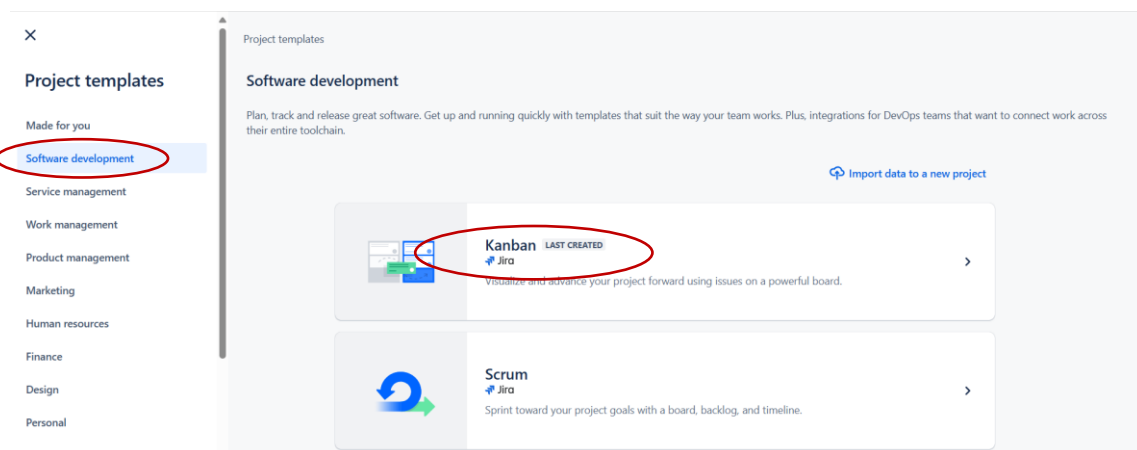 Project templates
Made for you
Software development
Service management
Work management
Product management
Marketing
Human resources
Finance
Design
Personal
Project templates
Software development
Plan, track and release great software. Get up and running quickly with templates that suit the way your team works. Plus, integrations for DevOps teams that want to connect work across
their entire toolchain.
Import data to a new project
Kanban LAST CREATED
Jira
Visualize and advance your project forward using issues on a powerful board.
Scrum
Jira
Sprint toward your project goals with a board, backlog, and timeline.